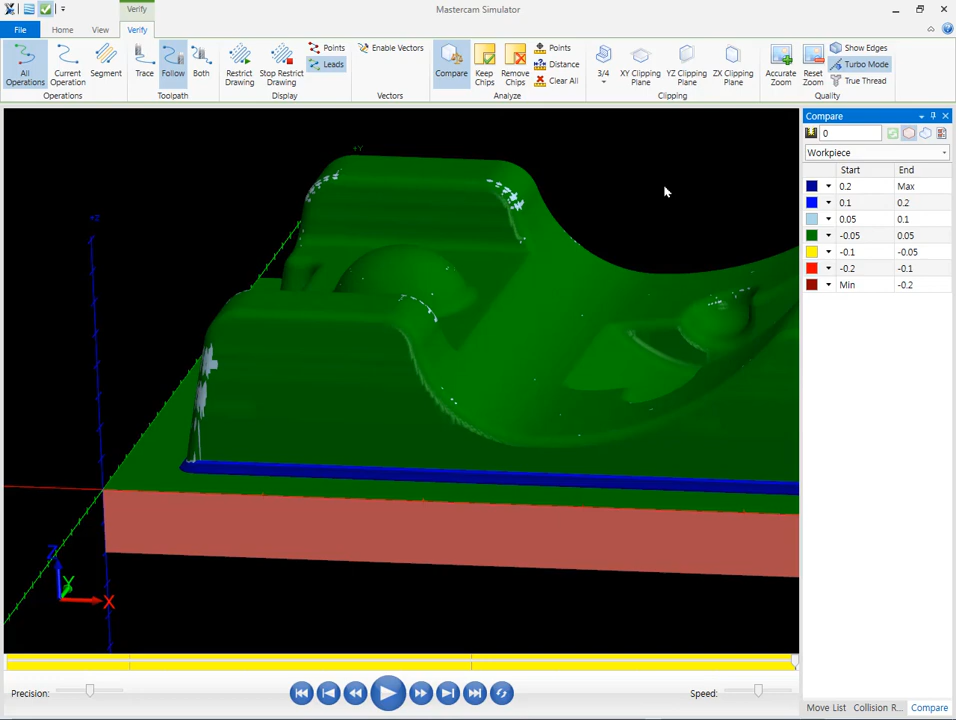 Verify
Mastercam Simulator
File
Home
View
Verify
All Operations
Current Operation
Segment
Operations
Trace
Follow
Both
Toolpath
Restrict Drawing
Stop Restrict Drawing
Points
Leads
Display
Enable Vectors
Vectors
Compare
Keep Chips
Remove Chips
Points
Distance
Clear All
Analyze
3/4
XY Clipping Plane
YZ Clipping Plane
ZX Clipping Plane
Clipping
Accurate Zoom
Reset Zoom
Show Edges
Turbo Mode
True Thread
Quality
Compare
0
Workpiece
Start End
0.2 Max
0.1 0.2
0.05 0.1
-0.05 0.05
-0.1 -0.05
-0.2 -0.1
Min -0.2
+Y
+Z
Z
Y
X
Precision:
Speed:
Move List
Collision R...
Compare